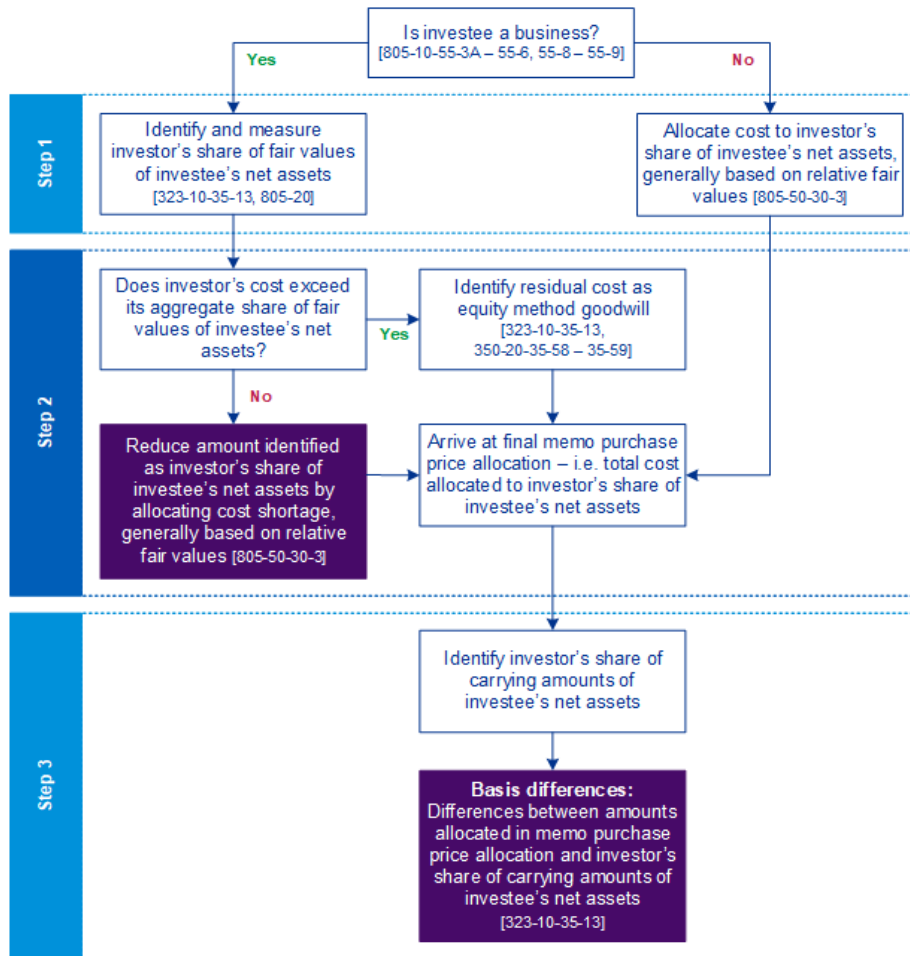 Is investee a business?
[805-10-55-3A – 55-6, 55-8 – 55-9]
Yes
No
Step 1
Identify and measure
investor’s share of fair values
of investee’s net assets
[323-10-35-13, 805-20]
Allocate cost to investor’s
share of investee’s net assets,
generally based on relative fair
values [805-50-30-3]
Step 2
Does investor’s cost exceed
its aggregate share of fair
values of investee’s net
assets?
Yes
Identify residual cost as
equity method goodwill
[323-10-35-13,
350-20-35-58 – 35-59]
No
Reduce amount identified
as investor’s share of
investee’s net assets by
allocating cost shortage,
generally based on relative
fair values [805-50-30-3]
Arrive at final memo purchase
price allocation – i.e. total cost
allocated to investor’s share of
investee’s net assets
Step 3
Identify investor’s share of
carrying amounts of
investee’s net assets
Basis differences:
Differences between amounts
allocated in memo purchase
price allocation and investor’s
share of carrying amounts of
investee’s net assets
[323-10-35-13]